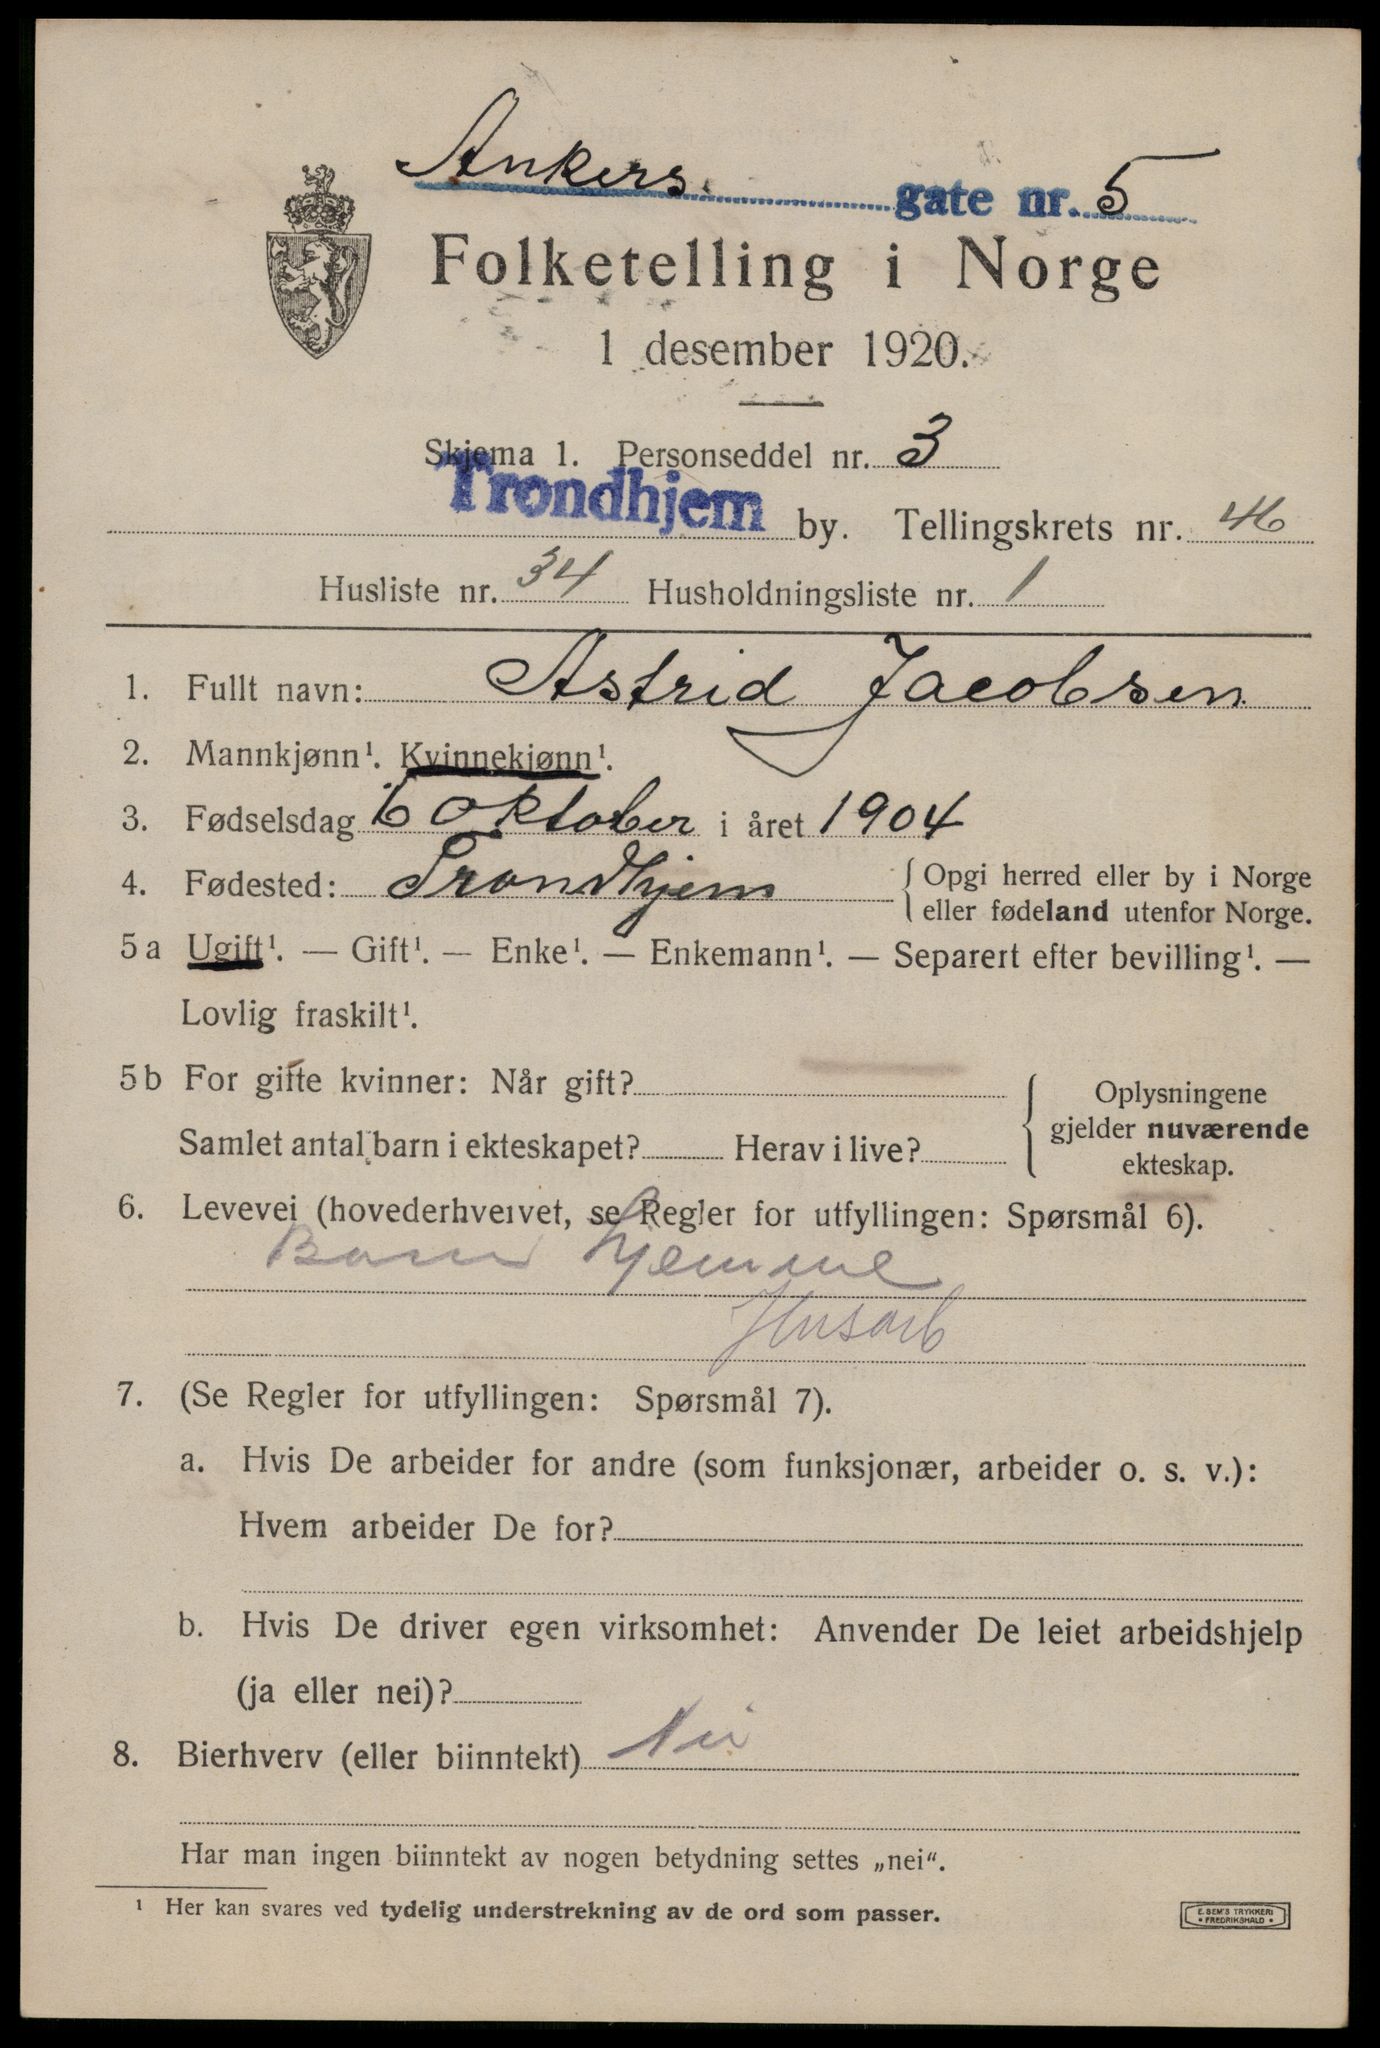 Ankers gate nr. 5
Folketelling i Norge
1 desember 1920.
Skjema 1. Personseddel nr. 3
Trondhjem by. Tellingskrets nr. 46
Husliste nr. 34 Husholdningsliste nr. 1
1. Fullt navn: Astrid Jacobsen
2. Mannkjønn¹. Kvinnekjønn¹.
3. Fødselsdag 6 oktober i året 1904
4. Fødested: Trondhjem { Opgi herred eller by i Norge
eller fødeland utenfor Norge.
5a Ugift¹. — Gift¹. — Enke¹. — Enkemann¹. — Separert efter bevilling¹. —
Lovlig fraskilt¹.
5b For gifte kvinner: Når gift?
Samlet antal barn i ekteskapet? Herav i live?
{ Oplysningene
gjelder nuværende
ekteskap.
6. Levevei (hovederhvervet, se Regler for utfyllingen: Spørsmål 6).
Barn hjemme
Husarb
7. (Se Regler for utfyllingen: Spørsmål 7).
a. Hvis De arbeider for andre (som funksjonær, arbeider o. s. v.):
Hvem arbeider De for?
b. Hvis De driver egen virksomhet: Anvender De leiet arbeidshjelp
(ja eller nei)?
8. Bierhverv (eller biinntekt) Nei
Har man ingen biinntekt av nogen betydning settes „nei“.
¹ Her kan svares ved tydelig understrekning av de ord som passer.
E. SEM'S TRYKKERI
• FREDRIKSHALD •